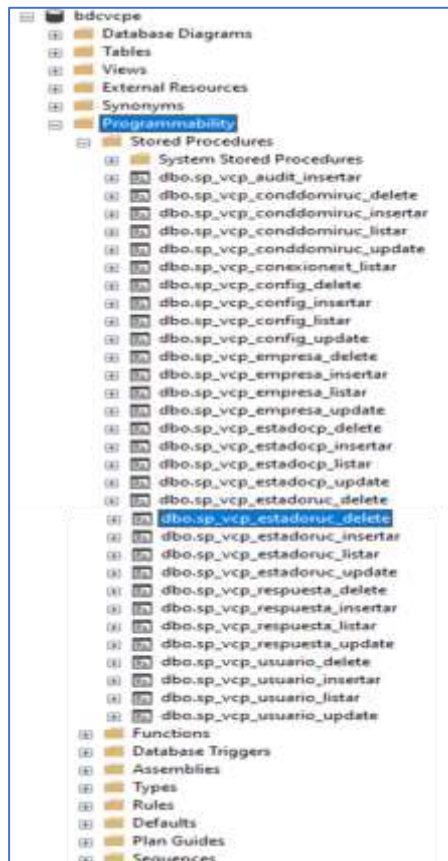 bdcvcpe
Database Diagrams
Tables
Views
External Resources
Synonyms
Programmability
Stored Procedures
System Stored Procedures
dbo.sp_vcp_audit_insertar
dbo.sp_vcp_conddomiruc_delete
dbo.sp_vcp_conddomiruc_insertar
dbo.sp_vcp_conddomiruc_listar
dbo.sp_vcp_conddomiruc_update
dbo.sp_vcp_conexionext_listar
dbo.sp_vcp_config_delete
dbo.sp_vcp_config_insertar
dbo.sp_vcp_config_listar
dbo.sp_vcp_config_update
dbo.sp_vcp_empresa_delete
dbo.sp_vcp_empresa_insertar
dbo.sp_vcp_empresa_listar
dbo.sp_vcp_empresa_update
dbo.sp_vcp_estadocp_delete
dbo.sp_vcp_estadocp_insertar
dbo.sp_vcp_estadocp_listar
dbo.sp_vcp_estadocp_update
dbo.sp_vcp_estadoruc_delete
dbo.sp_vcp_estadoruc_delete
dbo.sp_vcp_estadoruc_insertar
dbo.sp_vcp_estadoruc_listar
dbo.sp_vcp_estadoruc_update
dbo.sp_vcp_respuesta_delete
dbo.sp_vcp_respuesta_insertar
dbo.sp_vcp_respuesta_listar
dbo.sp_vcp_respuesta_update
dbo.sp_vcp_usuario_delete
dbo.sp_vcp_usuario_insertar
dbo.sp_vcp_usuario_listar
dbo.sp_vcp_usuario_update
Functions
Database Triggers
Assemblies
Types
Rules
Defaults
Plan Guides
Sequences